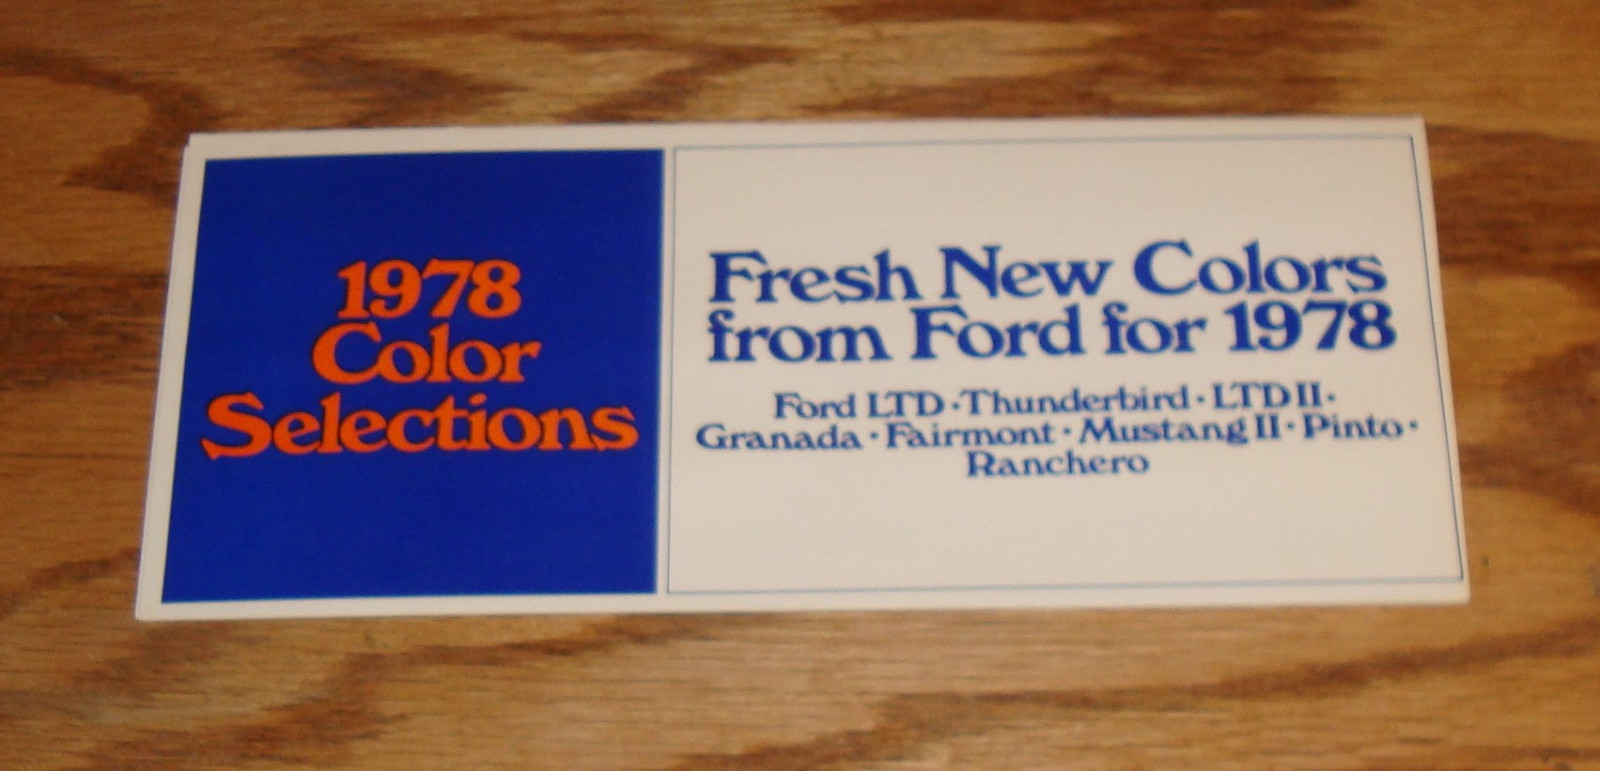 1978
Color
Selections
Fresh New Colors
from Ford for 1978
Ford LTD · Thunderbird · LTD II ·
Granada · Fairmont · Mustang II · Pinto ·
Ranchero